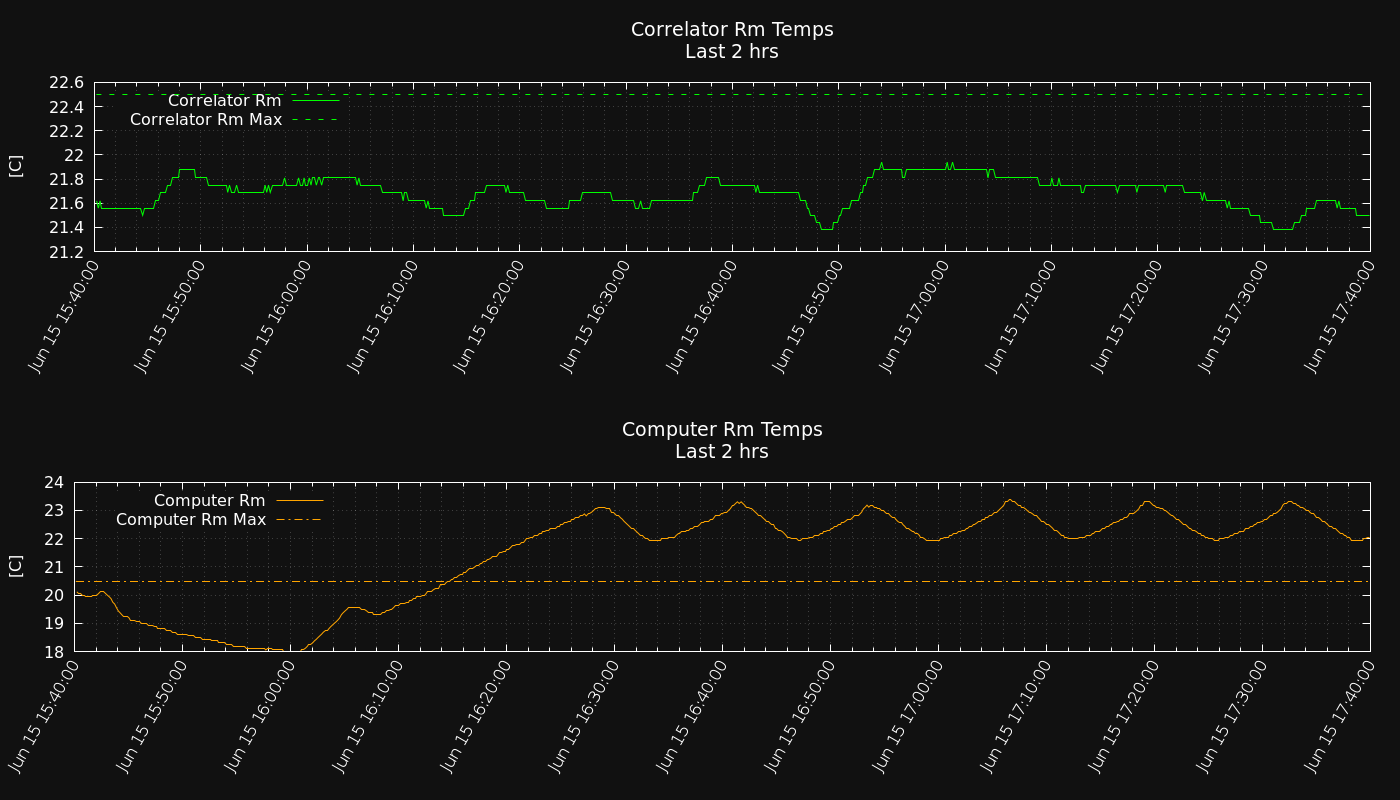 Correlator Rm Temps
Last 2 hrs
22.6
22.4
22.2
22
21.8
21.6
21.4
21.2
[C]
Correlator Rm
Correlator Rm Max
Jun 15 15:40:00
Jun 15 15:50:00
Jun 15 16:00:00
Jun 15 16:10:00
Jun 15 16:20:00
Jun 15 16:30:00
Jun 15 16:40:00
Jun 15 16:50:00
Jun 15 17:00:00
Jun 15 17:10:00
Jun 15 17:20:00
Jun 15 17:30:00
Jun 15 17:40:00
Computer Rm Temps
Last 2 hrs
24
23
22
21
20
19
18
[C]
Computer Rm
Computer Rm Max
Jun 15 15:40:00
Jun 15 15:50:00
Jun 15 16:00:00
Jun 15 16:10:00
Jun 15 16:20:00
Jun 15 16:30:00
Jun 15 16:40:00
Jun 15 16:50:00
Jun 15 17:00:00
Jun 15 17:10:00
Jun 15 17:20:00
Jun 15 17:30:00
Jun 15 17:40:00